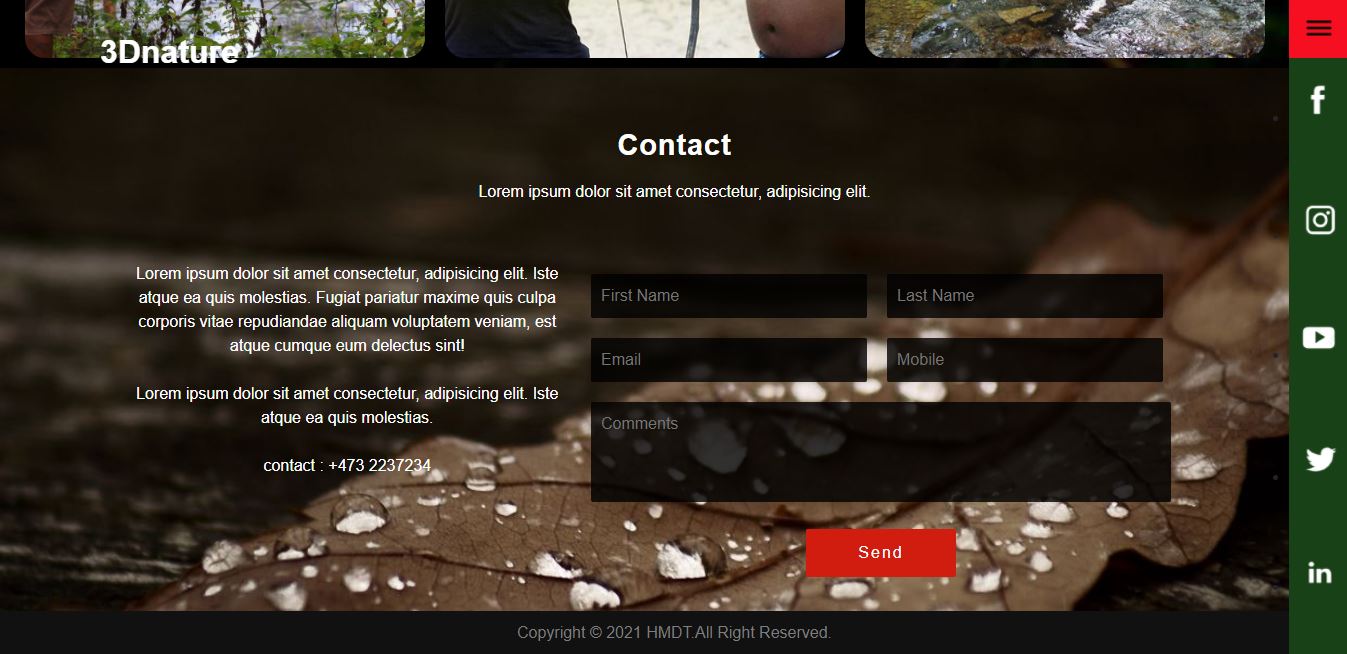 3Dnature
Contact
Lorem ipsum dolor sit amet consectetur, adipisicing elit.
Lorem ipsum dolor sit amet consectetur, adipisicing elit. Iste
atque ea quis molestias. Fugiat pariatur maxime quis culpa
corporis vitae repudiandae aliquam voluptatem veniam, est
atque cumque eum delectus sint!
Lorem ipsum dolor sit amet consectetur, adipisicing elit. Iste
atque ea quis molestias.
contact : +473 2237234
First Name
Last Name
Email
Mobile
Comments
Send
Copyright © 2021 HMDT.All Right Reserved.